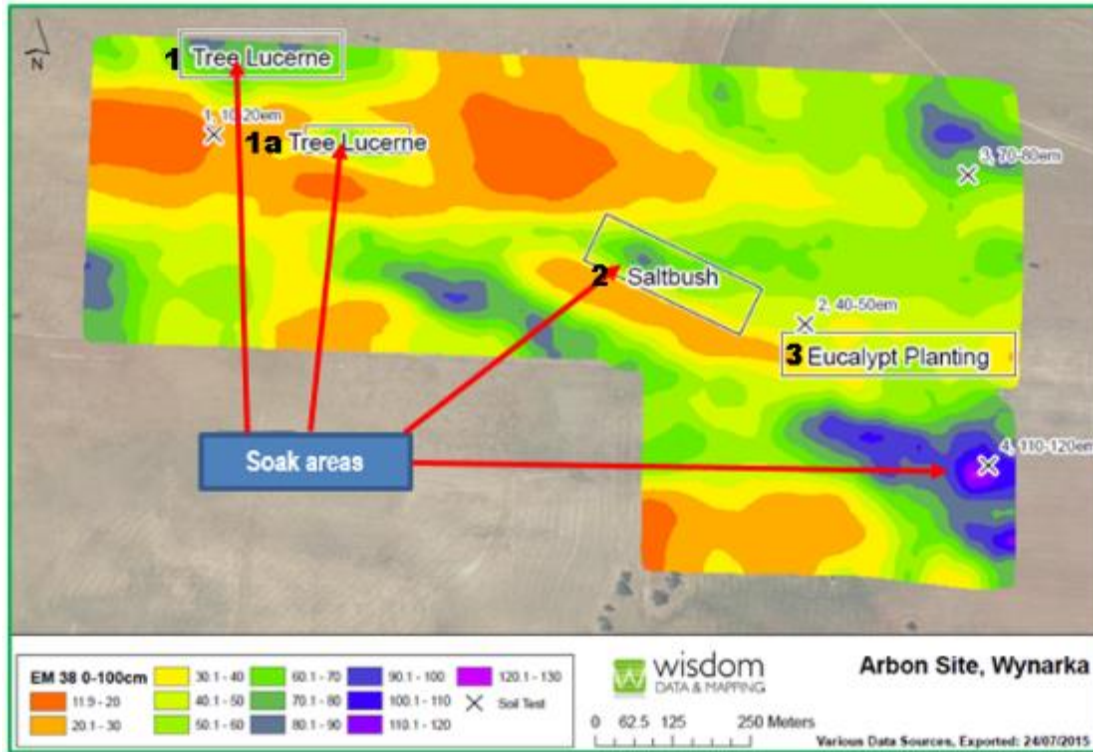 N
1 Tree Lucerne
1, 10-20em
1a Tree Lucerne
3, 70-80em
2 Saltbush
2, 40-50em
3 Eucalypt Planting
Soak areas
4, 110-120em
EM 38 0-100cm
11.9 - 20
20.1 - 30
30.1 - 40
40.1 - 50
50.1 - 60
60.1 - 70
70.1 - 80
80.1 - 90
90.1 - 100
100.1 - 110
110.1 - 120
120.1 - 130
Soil Test
wisdom
DATA & MAPPING
0 62.5 125 250 Meters
Arbon Site, Wynarka
Various Data Sources, Exported: 24/07/2015